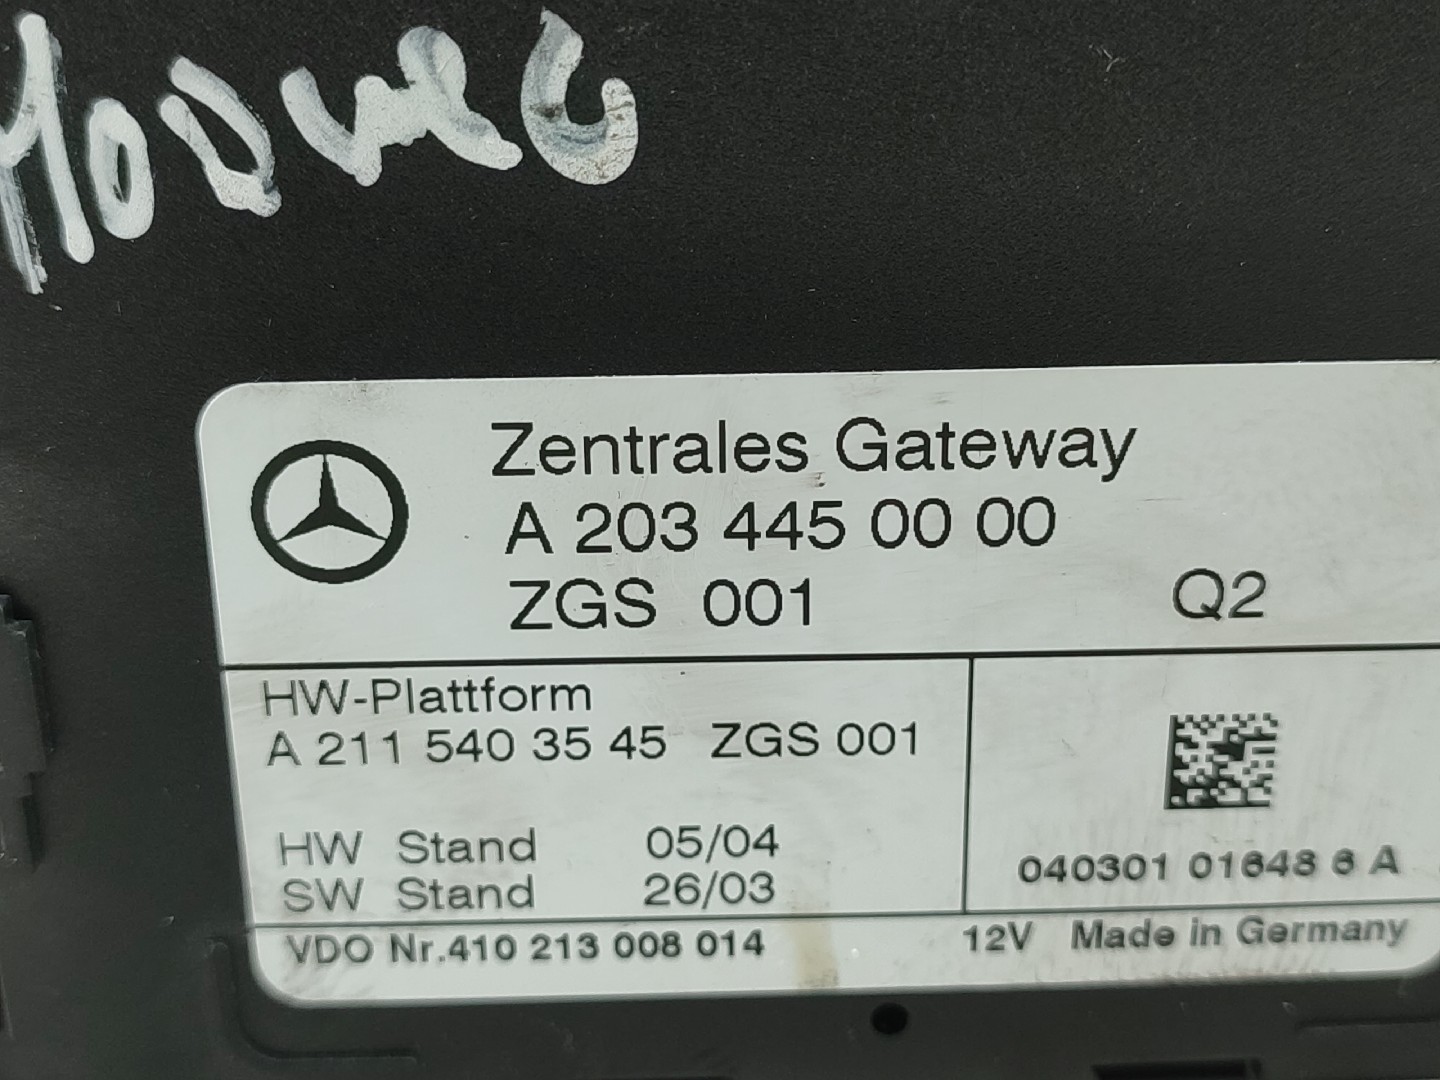 Zentrales Gateway
A 203 445 00 00
ZGS 001 Q2
HW-Plattform
A 211 540 35 45 ZGS 001
HW Stand 05/04
SW Stand 26/03
040301 01648 6 A
VDO Nr.410 213 008 014 12V Made in Germany